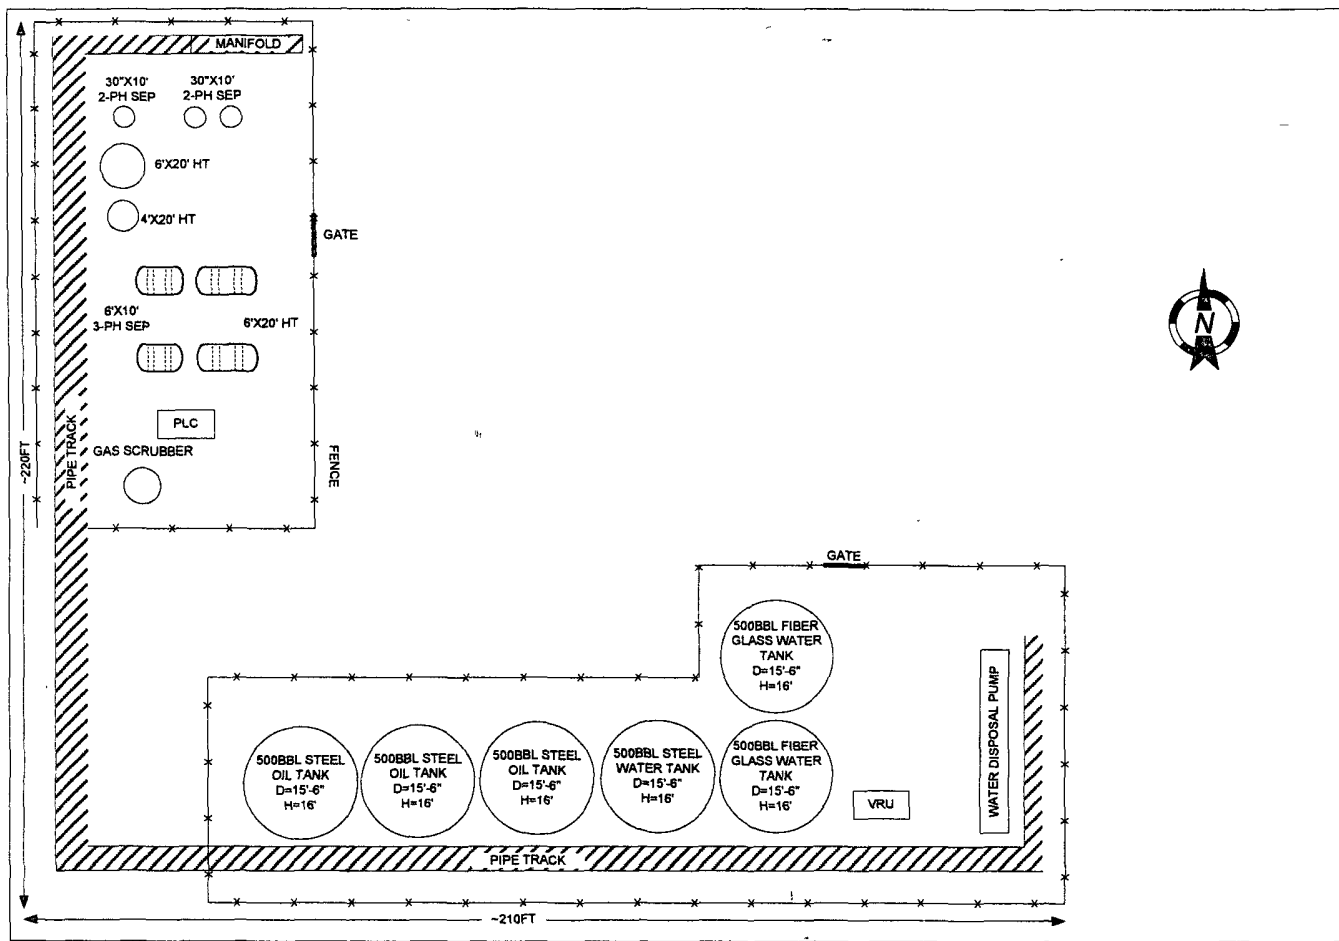 MANIFOLD
30"X10'
2-PH SEP
30"X10'
2-PH SEP
6'X20' HT
4'X20' HT
GATE
6'X10'
3-PH SEP
6'X20' HT
N
PLC
GAS SCRUBBER
FENCE
PIPE TRACK
~220FT
GATE
500BBL FIBER
GLASS WATER
TANK
D=15'-6"
H=16'
WATER DISPOSAL PUMP
500BBL STEEL
OIL TANK
D=15'-6"
H=16'
500BBL STEEL
OIL TANK
D=15'-6"
H=16'
500BBL STEEL
OIL TANK
D=15'-6"
H=16'
500BBL STEEL
WATER TANK
D=15'-6"
H=16'
500BBL FIBER
GLASS WATER
TANK
D=15'-6"
H=16'
VRU
PIPE TRACK
~210FT